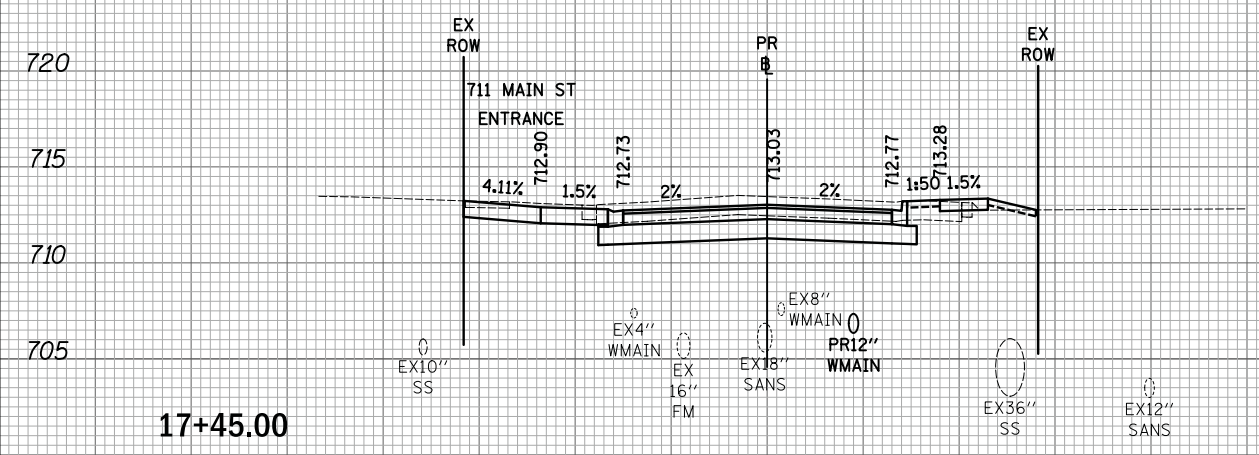 EX
ROW
PR
BL
EX
ROW
720
711 MAIN ST
ENTRANCE
715
712.90
712.73
713.03
712.77
713.28
4.11%
1.5%
2%
2%
1:50
1.5%
710
705
EX10''
SS
EX4''
WMAIN
EX
16''
FM
EX18''
SANS
EX8''
WMAIN
PR12''
WMAIN
EX36''
SS
EX12''
SANS
17+45.00